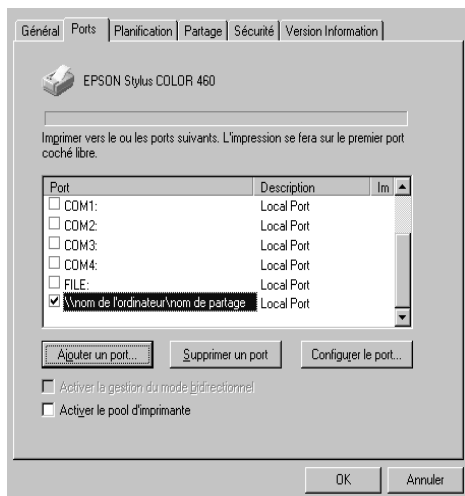 Général Ports Planification Partage Sécurité Version Information
EPSON Stylus COLOR 460
Imprimer vers le ou les ports suivants. L'impression se fera sur le premier port
coché libre.
Port Description Im
COM1: Local Port
COM2: Local Port
COM3: Local Port
COM4: Local Port
FILE: Local Port
\\nom de l'ordinateur\nom de partage Local Port
Ajouter un port... Supprimer un port Configurer le port...
Activer la gestion du mode bidirectionnel
Activer le pool d'imprimante
OK Annuler